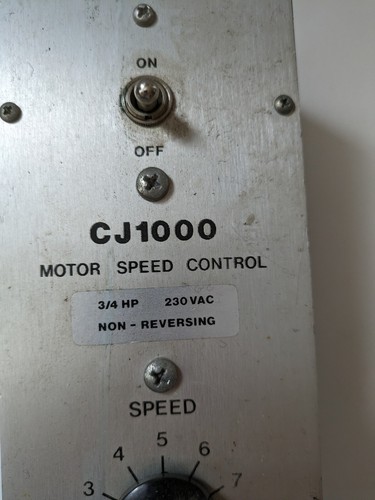 ON
OFF
CJ1000
MOTOR SPEED CONTROL
3/4 HP 230 VAC
NON - REVERSING
SPEED
3 4 5 6 7